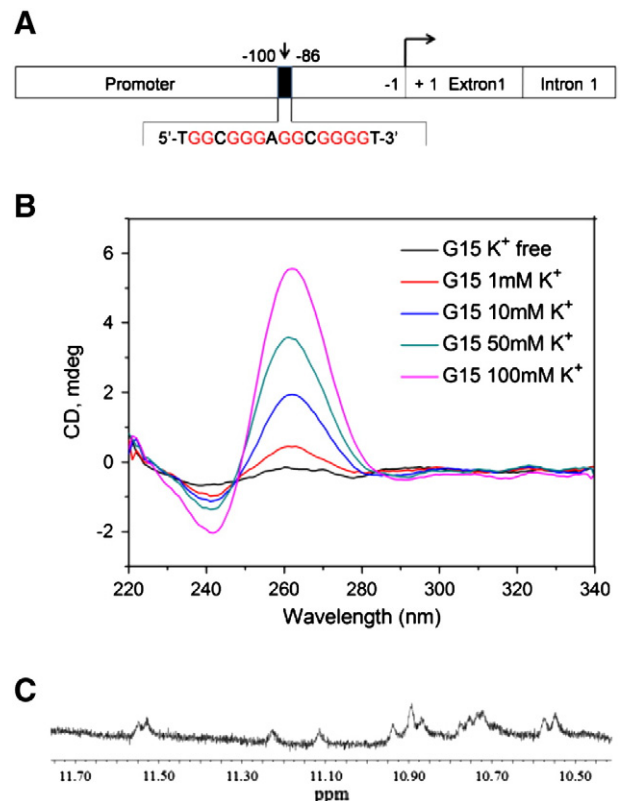 A
-100 -86
Promoter -1 + 1 Extron1 Intron 1
5'-TGGCGGGAGGCGGGGT-3'
B
CD, mdeg
6
4
2
0
-2
G15 K+ free
G15 1mM K+
G15 10mM K+
G15 50mM K+
G15 100mM K+
220 240 260 280 300 320 340
Wavelength (nm)
C
11.70 11.50 11.30 11.10 10.90 10.70 10.50
ppm